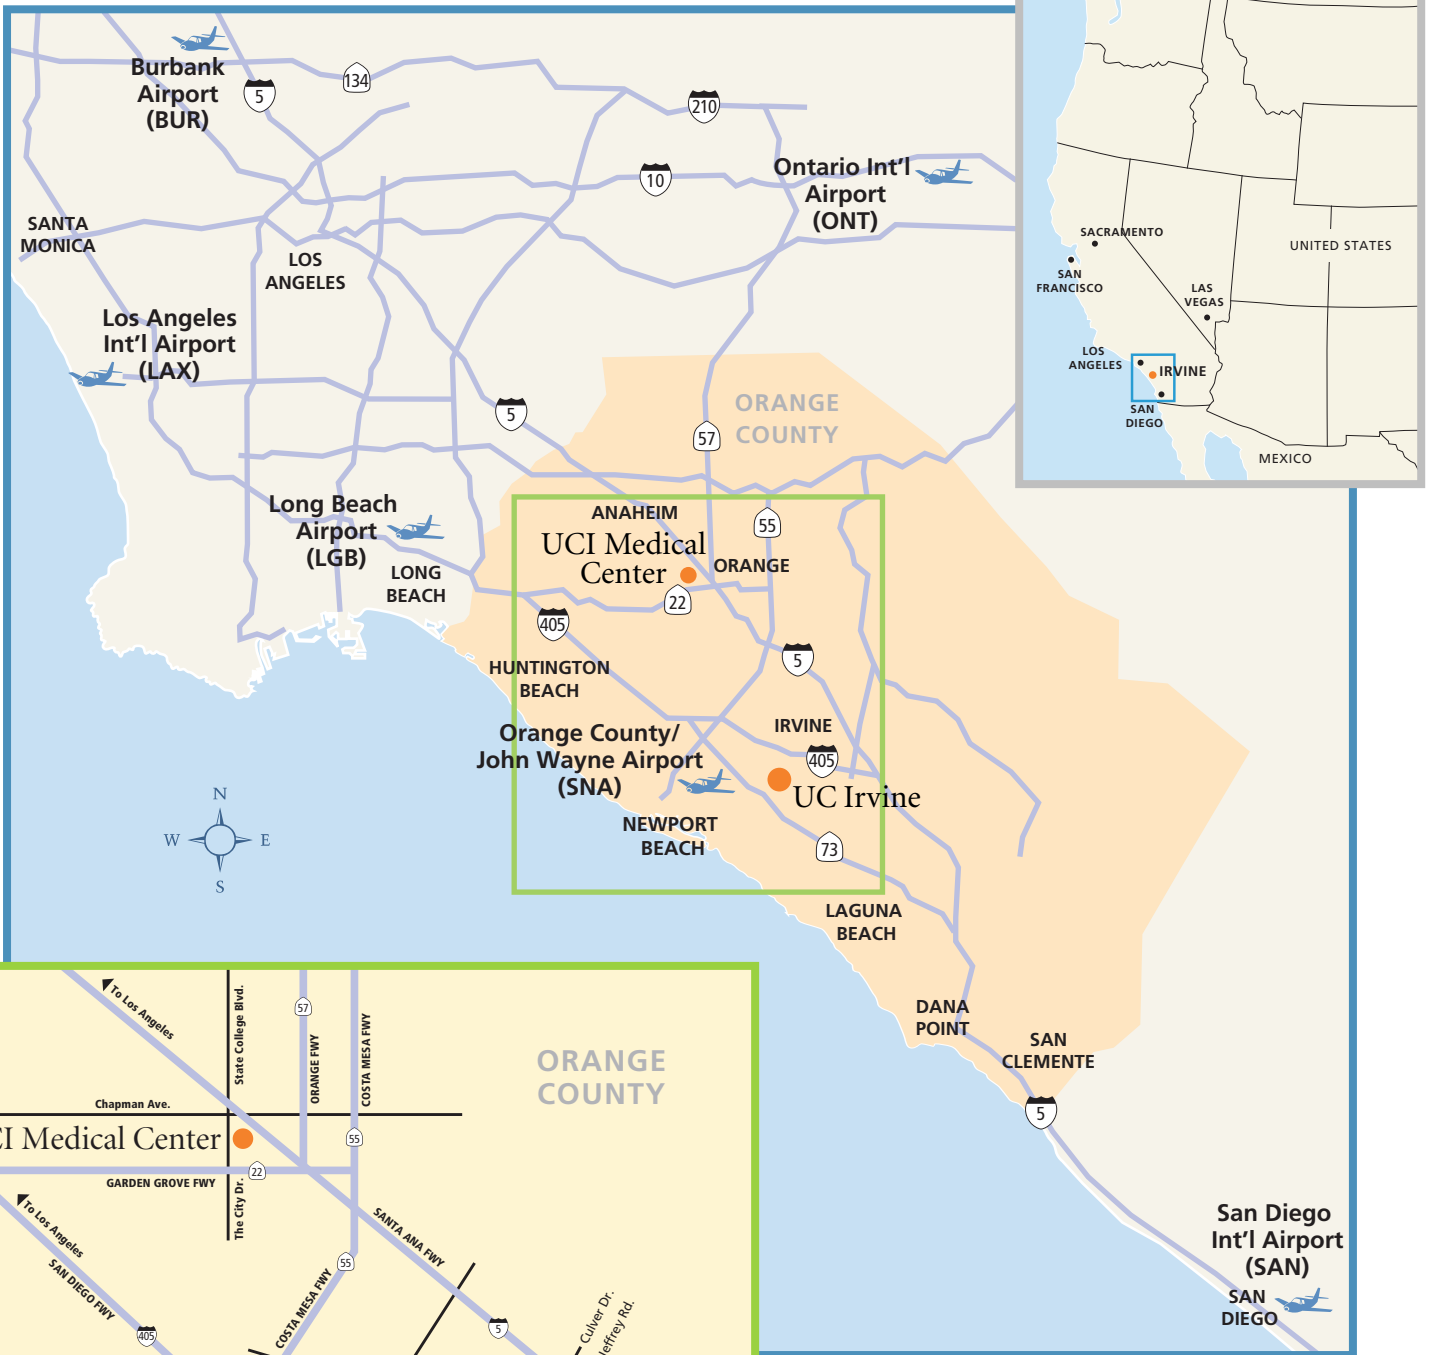 Burbank
Airport
(BUR)
5
134
210
10
Ontario Int'l
Airport
(ONT)
SANTA
MONICA
LOS
ANGELES
Los Angeles
Int'l Airport
(LAX)
5
57
ORANGE
COUNTY
Long Beach
Airport
(LGB)
LONG
BEACH
ANAHEIM
55
UCI Medical
Center
ORANGE
22
405
5
HUNTINGTON
BEACH
IRVINE
Orange County/
John Wayne Airport
(SNA)
405
UC Irvine
NEWPORT
BEACH
73
LAGUNA
BEACH
DANA
POINT
SAN
CLEMENTE
5
San Diego
Int'l Airport
(SAN)
SAN
DIEGO
N
W
E
S
SACRAMENTO
SAN
FRANCISCO
UNITED STATES
LAS
VEGAS
LOS
ANGELES
IRVINE
SAN
DIEGO
MEXICO
To Los Angeles
State College Blvd.
57
ORANGE FWY
COSTA MESA FWY
ORANGE
COUNTY
Chapman Ave.
CI Medical Center
55
22
GARDEN GROVE FWY
The City Dr.
To Los Angeles
SAN DIEGO FWY
405
SANTA ANA FWY
55
COSTA MESA FWY
5
Culver Dr.
Jeffrey Rd.